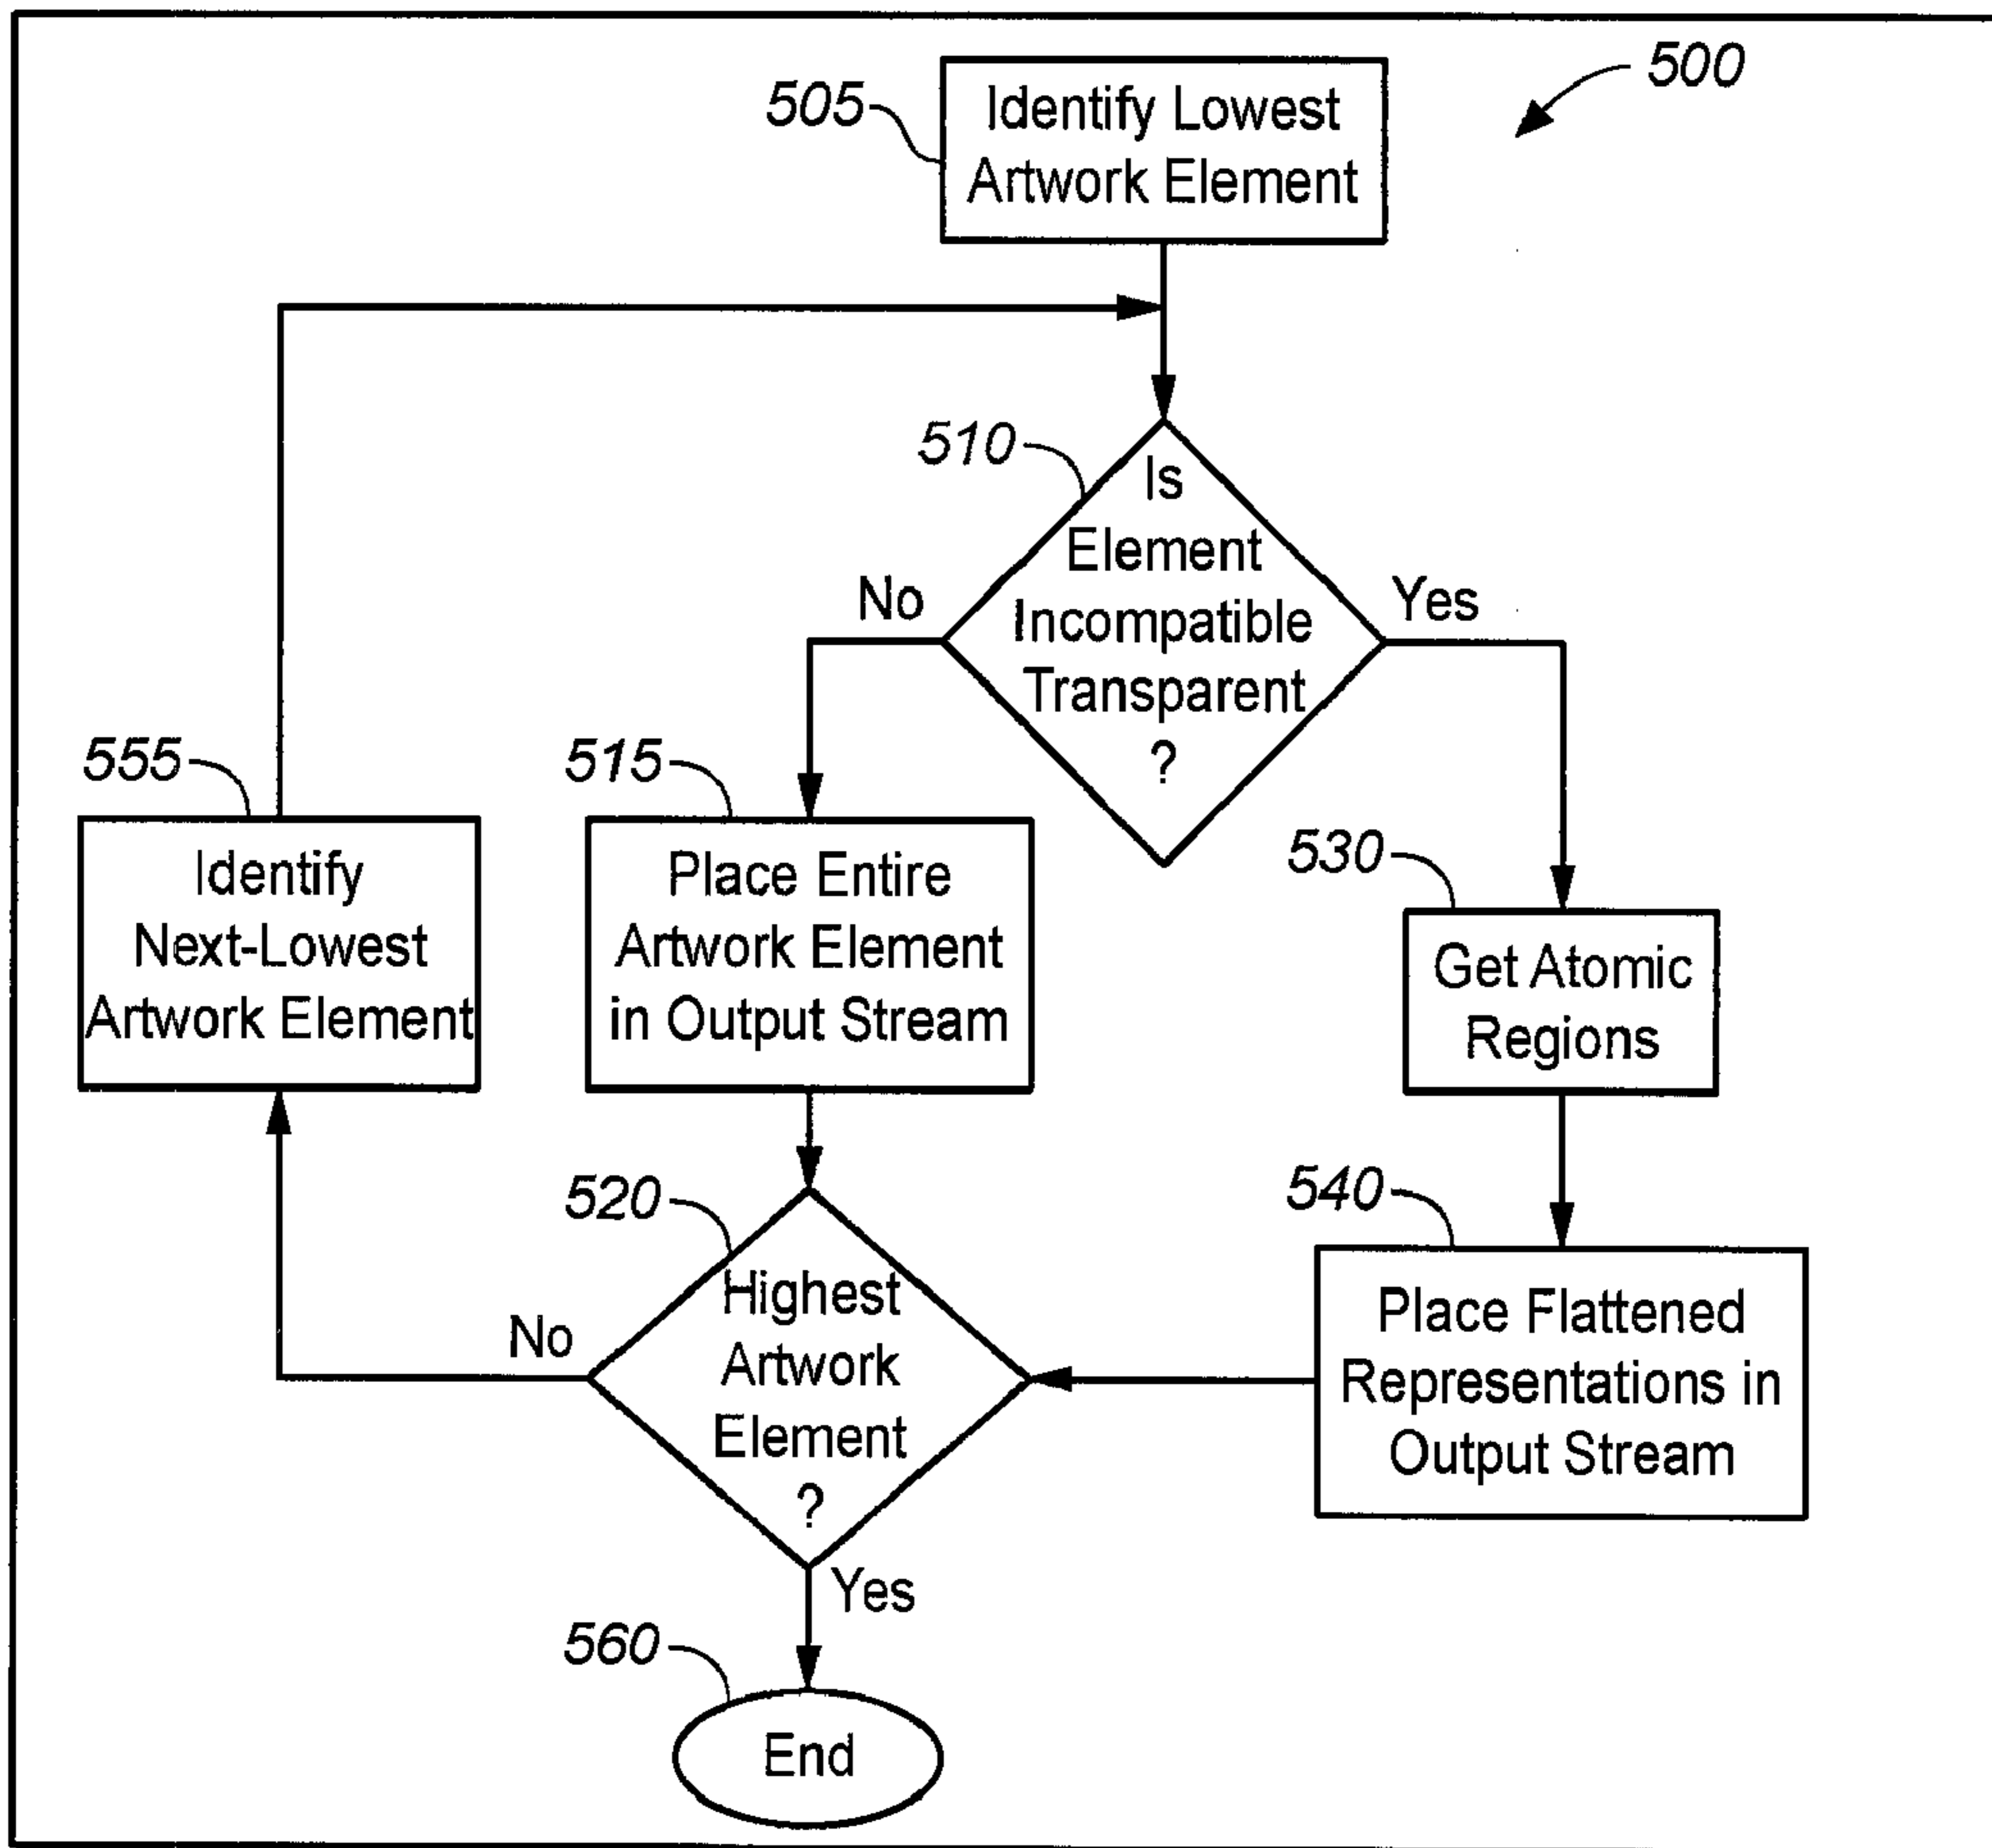 500
505
Identify Lowest
Artwork Element
510
Is
Element
Incompatible
Transparent
?
No
Yes
555
Identify
Next-Lowest
Artwork Element
515
Place Entire
Artwork Element
in Output Stream
530
Get Atomic
Regions
520
Highest
Artwork
Element
?
No
Yes
540
Place Flattened
Representations in
Output Stream
560
End